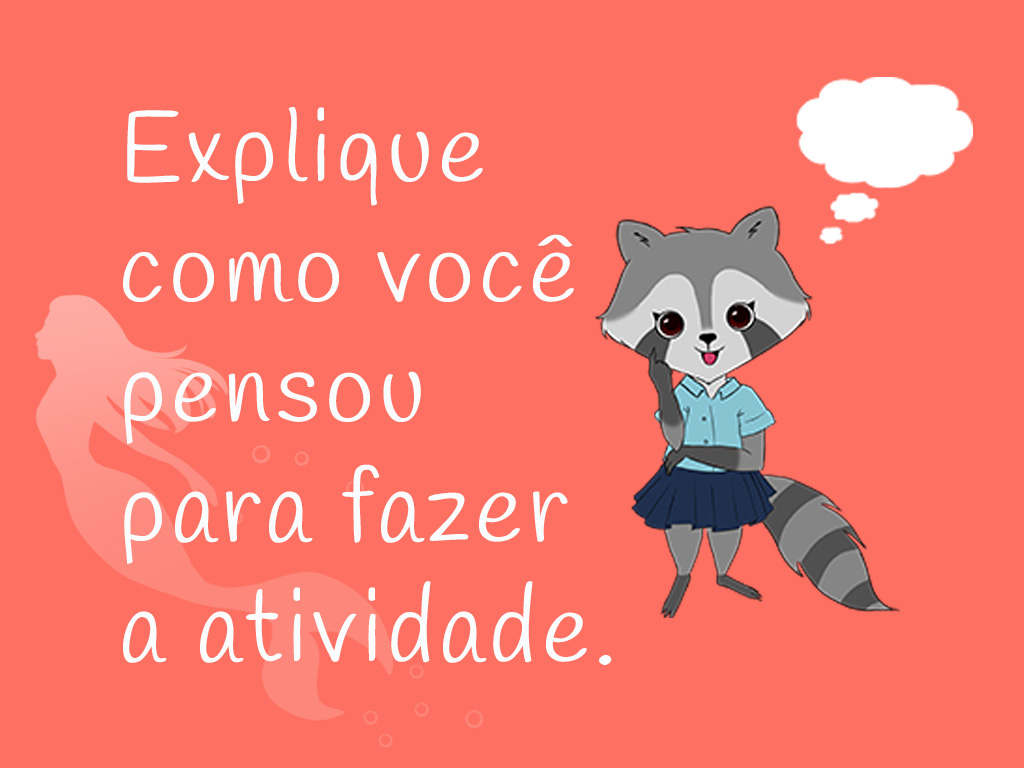 Explique
como você
pensou
para fazer
a atividade.